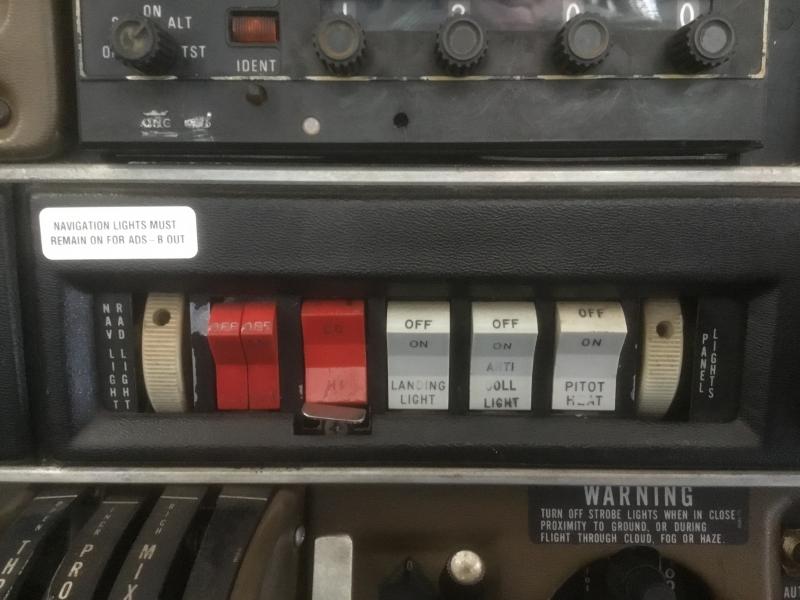 ON
ALT
TST
IDENT
NAVIGATION LIGHTS MUST
REMAIN ON FOR ADS-B OUT
NAV LIGHT
RAD LIGHT
OFF
ON
LANDING
LIGHT
OFF
ON
ANTI
COLL
LIGHT
OFF
ON
PITOT
HEAT
PANEL
LIGHTS
WARNING
TURN OFF STROBE LIGHTS WHEN IN CLOSE
PROXIMITY TO GROUND, OR DURING
FLIGHT THROUGH CLOUD, FOG OR HAZE.
PRO
MIX